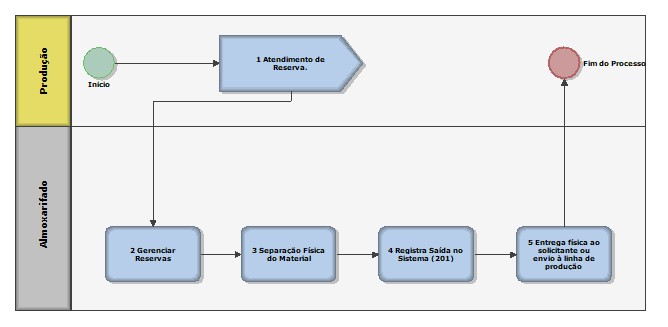 Produção
1 Atendimento de
Reserva.
Início
Fim do Processo
Almoxarifado
2 Gerenciar
Reservas
3 Separação Física
do Material
4 Registra Saída no
Sistema (201)
5 Entrega física ao
solicitante ou
envio à linha de
produção